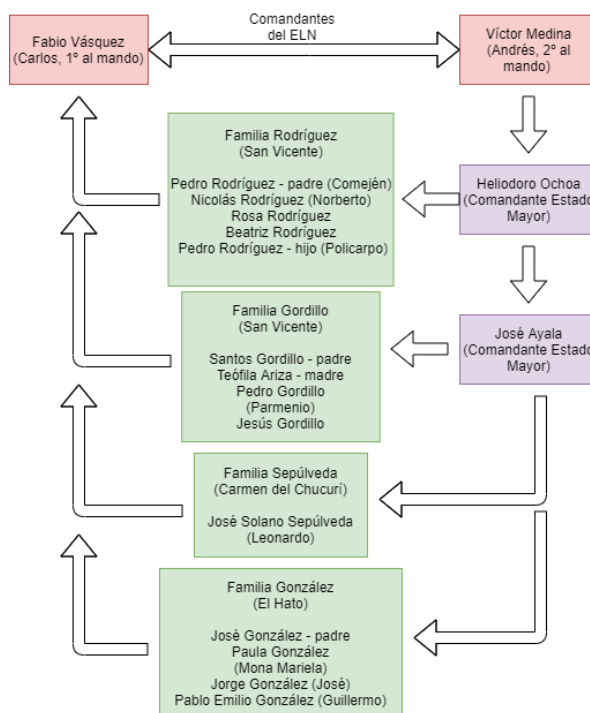 Comandantes
del ELN
Fabio Vásquez
(Carlos, 1º al mando)
Víctor Medina
(Andrés, 2º al
mando)
Familia Rodríguez
(San Vicente)
Pedro Rodríguez - padre (Comején)
Nicolás Rodríguez (Norberto)
Rosa Rodríguez
Beatriz Rodríguez
Pedro Rodríguez - hijo (Policarpo)
Heliodoro Ochoa
(Comandante Estado
Mayor)
Familia Gordillo
(San Vicente)
Santos Gordillo - padre
Teófila Ariza - madre
Pedro Gordillo
(Parmenio)
Jesús Gordillo
José Ayala
(Comandante Estado
Mayor)
Familia Sepúlveda
(Carmen del Chucurí)
José Solano Sepúlveda
(Leonardo)
Familia González
(El Hato)
José González - padre
Paula González
(Mona Mariela)
Jorge González (José)
Pablo Emilio González (Guillermo)